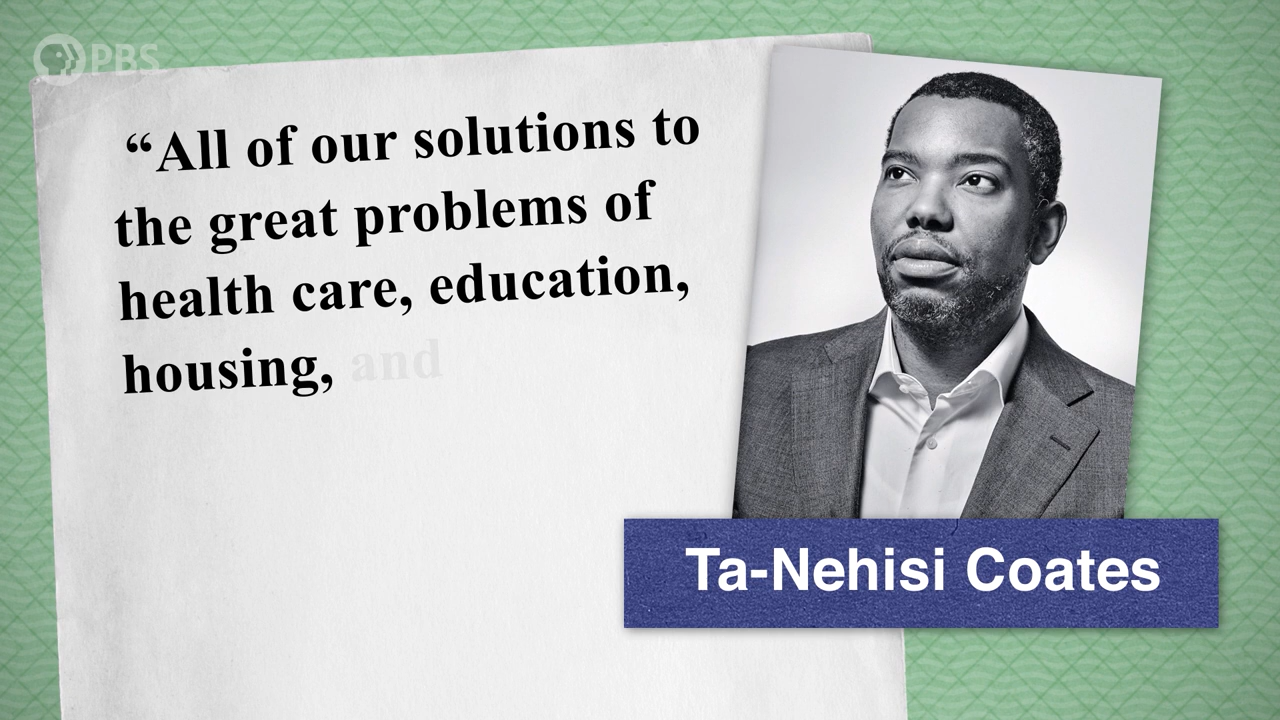 PBS
“All of our solutions to
the great problems of
health care, education,
housing, and
Ta-Nehisi Coates